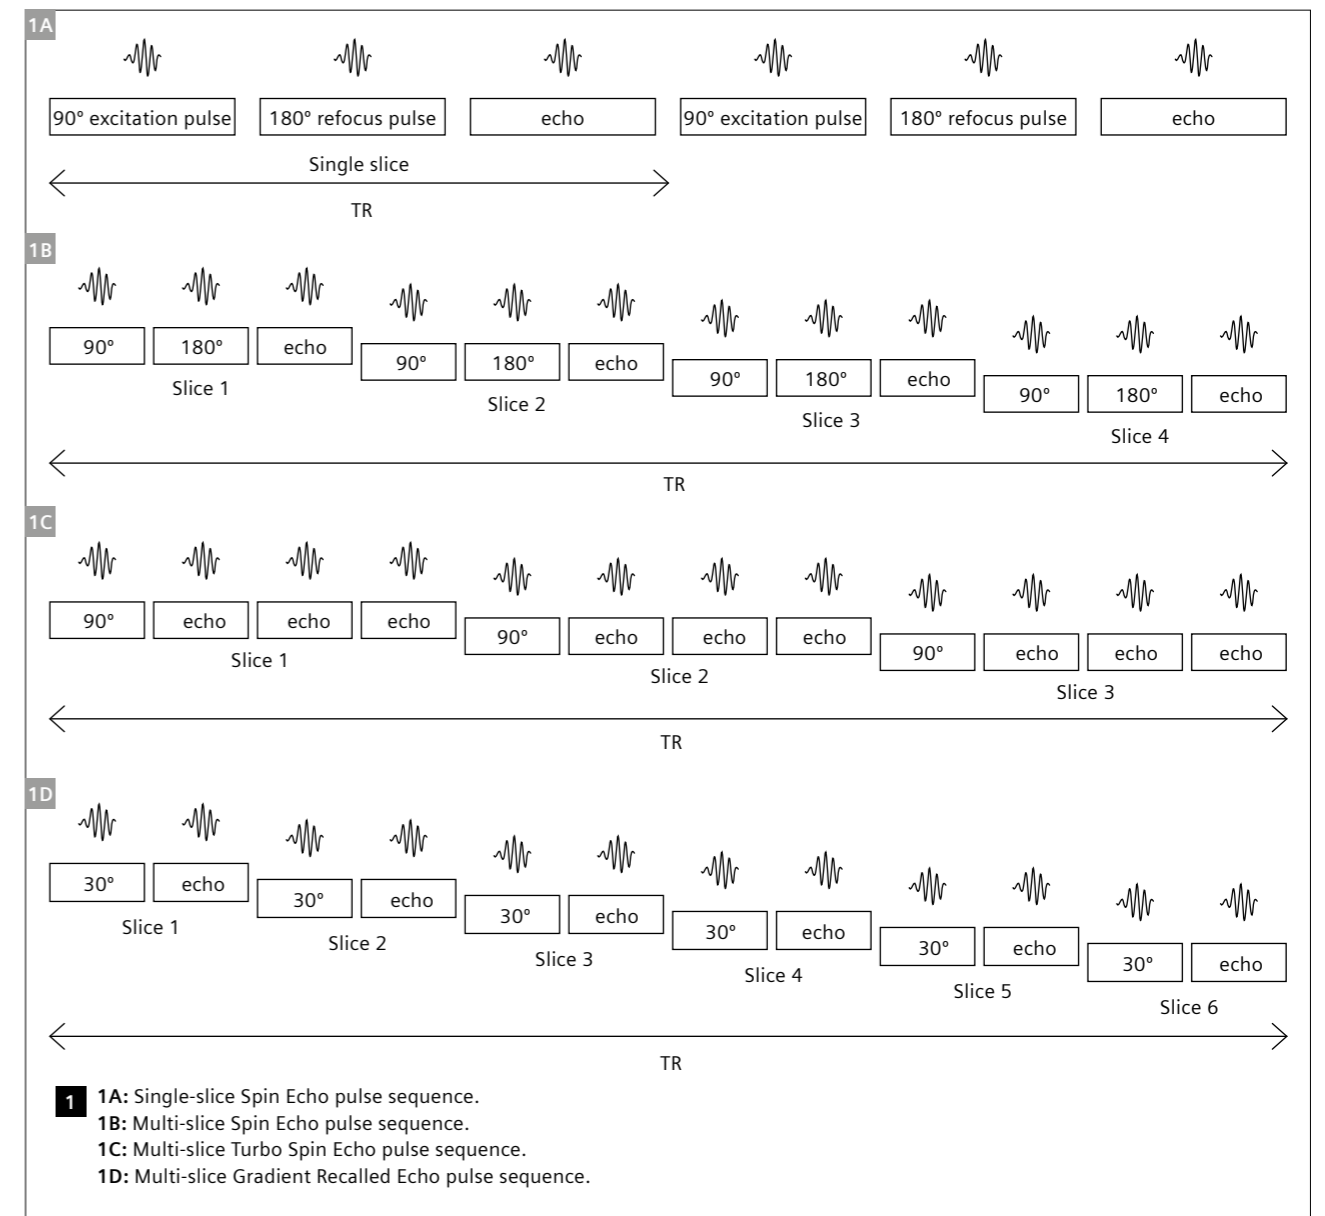 1A
90° excitation pulse 180° refocus pulse echo 90° excitation pulse 180° refocus pulse echo
Single slice
TR
1B
90° 180° echo 90° 180° echo 90° 180° echo 90° 180° echo
Slice 1 Slice 2 Slice 3 Slice 4
TR
1C
90° echo echo echo 90° echo echo echo 90° echo echo echo
Slice 1 Slice 2 Slice 3
TR
1D
30° echo 30° echo 30° echo 30° echo 30° echo 30° echo
Slice 1 Slice 2 Slice 3 Slice 4 Slice 5 Slice 6
TR
1 1A: Single-slice Spin Echo pulse sequence.
1B: Multi-slice Spin Echo pulse sequence.
1C: Multi-slice Turbo Spin Echo pulse sequence.
1D: Multi-slice Gradient Recalled Echo pulse sequence.